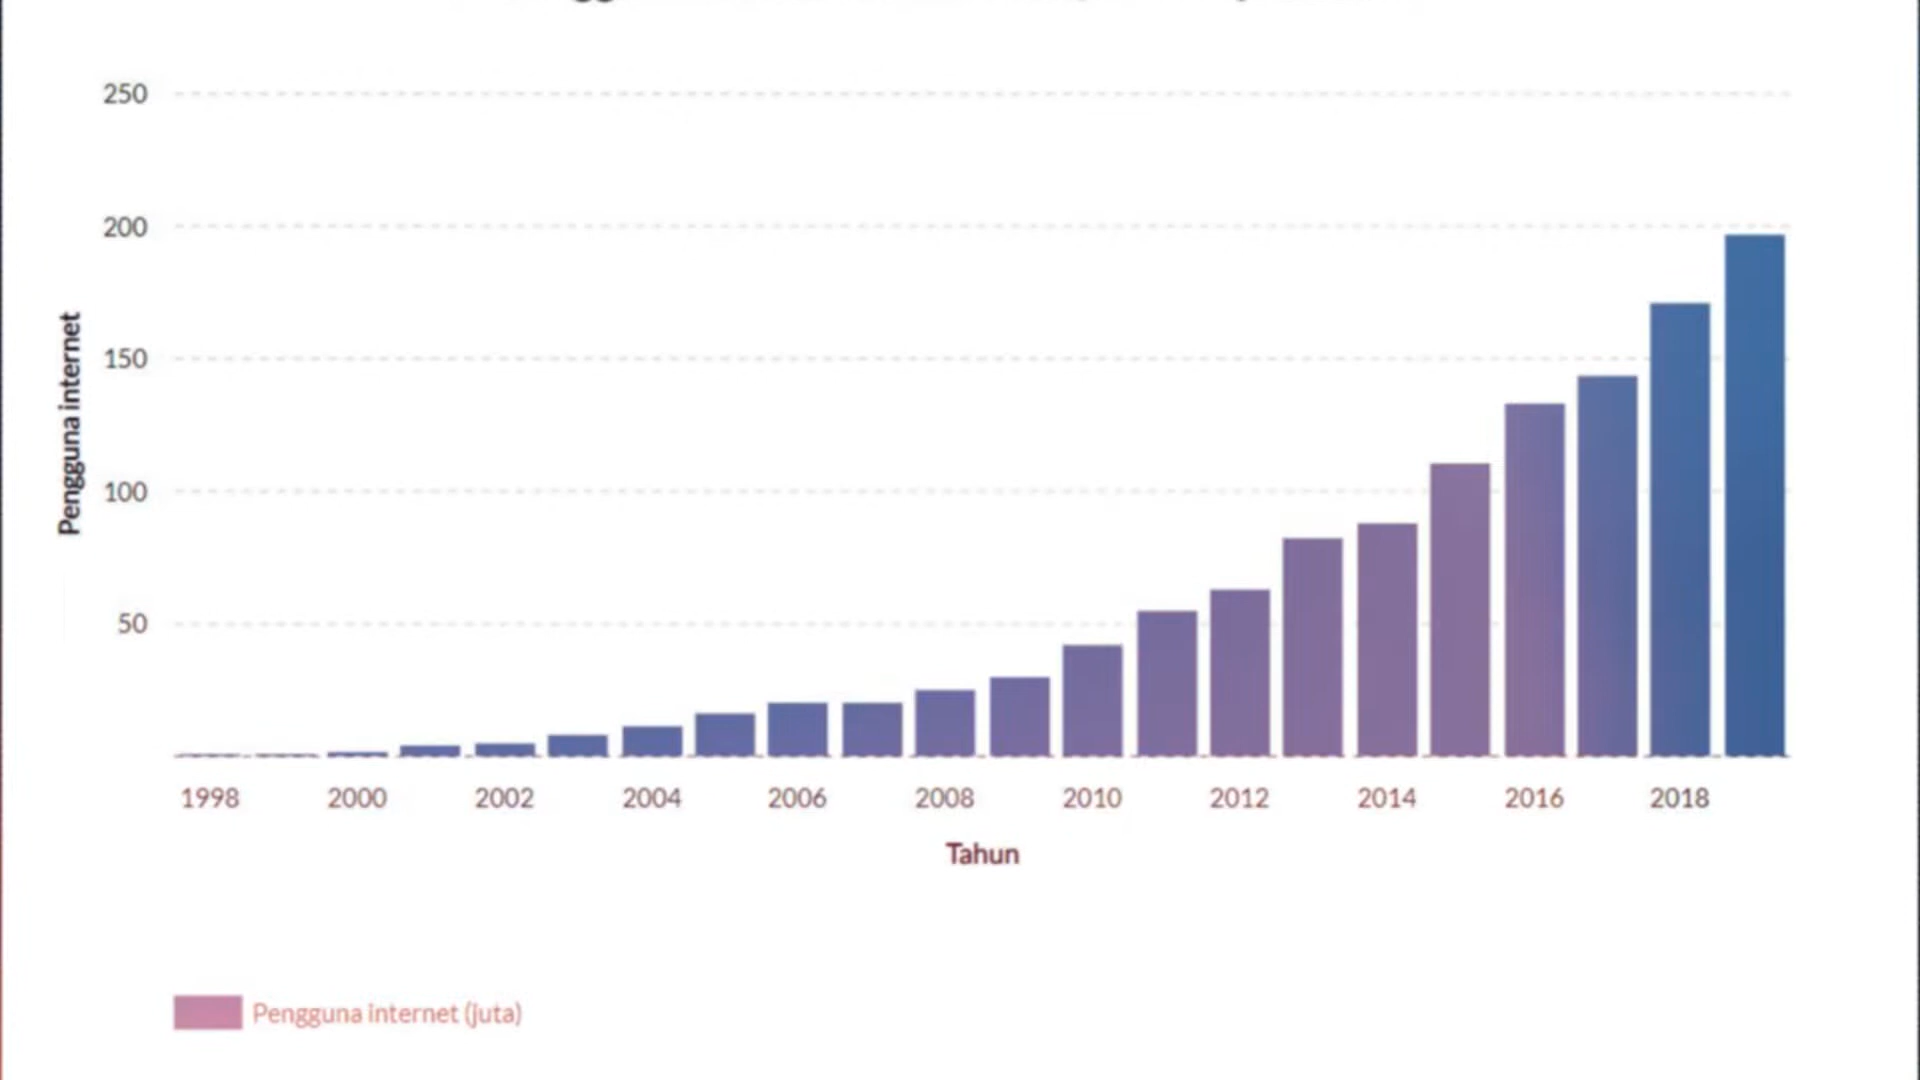 250
200
150
100
50
Pengguna internet
1998 2000 2002 2004 2006 2008 2010 2012 2014 2016 2018
Tahun
Pengguna internet (juta)